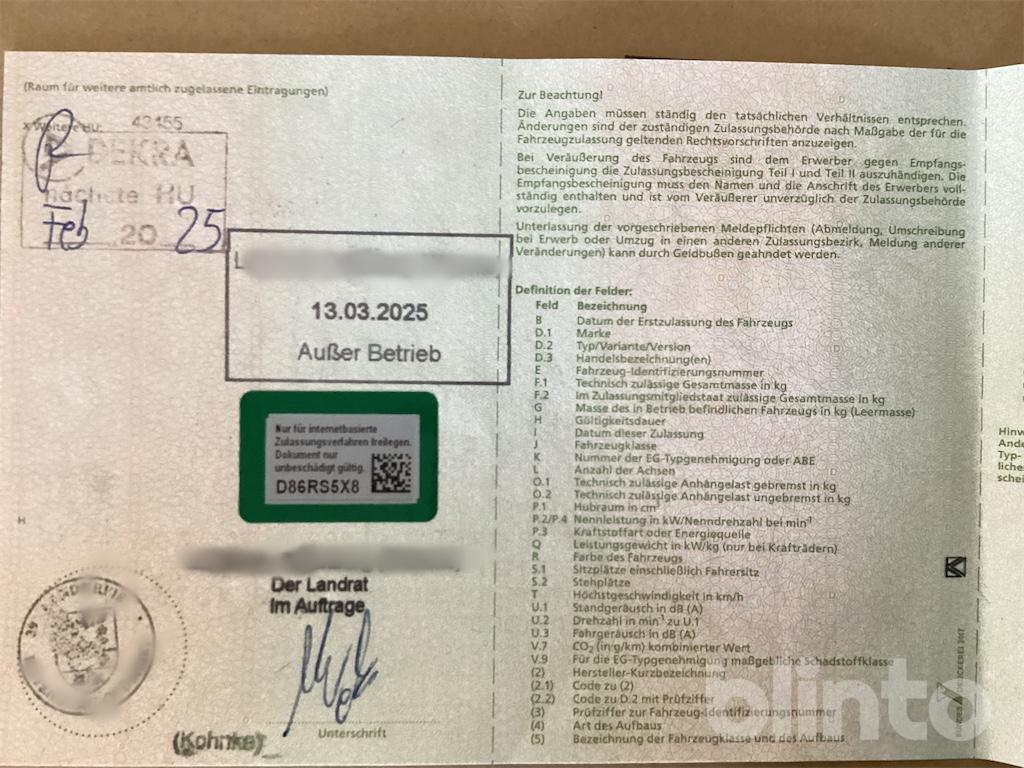 (Raum für weitere amtlich zugelassene Eintragungen)
Weitere HU: 43455
DEKRA
nächste HU
Feb 20 25
L
13.03.2025
Außer Betrieb
Nur für internetbasierte
Zulassungsverfahren freilegen.
Dokument nur
unbeschädigt gültig.
D86RS5X8
H
Der Landrat
Im Auftrage
Unterschrift
(Kohnke)
Zur Beachtung!
Die Angaben müssen ständig den tatsächlichen Verhältnissen entsprechen.
Änderungen sind der zuständigen Zulassungsbehörde nach Maßgabe der für die
Fahrzeugzulassung geltenden Rechtsvorschriften anzuzeigen.
Bei Veräußerung des Fahrzeugs sind dem Erwerber gegen Empfangs-
bescheinigung die Zulassungsbescheinigung Teil I und Teil II auszuhändigen. Die
Empfangsbescheinigung muss den Namen und die Anschrift des Erwerbers voll-
ständig enthalten und ist vom Veräußerer unverzüglich der Zulassungsbehörde
vorzulegen.
Unterlassung der vorgeschriebenen Meldepflichten (Abmeldung, Umschreibung
bei Erwerb oder Umzug in einen anderen Zulassungsbezirk, Meldung anderer
Veränderungen) kann durch Geldbußen geahndet werden.
Definition der Felder:
Feld Bezeichnung
B Datum der Erstzulassung des Fahrzeugs
D.1 Marke
D.2 Typ/Variante/Version
D.3 Handelsbezeichnung(en)
E Fahrzeug-Identifizierungsnummer
F.1 Technisch zulässige Gesamtmasse in kg
F.2 Im Zulassungsmitgliedstaat zulässige Gesamtmasse in kg
G Masse des in Betrieb befindlichen Fahrzeugs in kg (Leermasse)
H Gültigkeitsdauer
I Datum dieser Zulassung
J Fahrzeugklasse
K Nummer der EG-Typgenehmigung oder ABE
L Anzahl der Achsen
O.1 Technisch zulässige Anhängelast gebremst in kg
O.2 Technisch zulässige Anhängelast ungebremst in kg
P.1 Hubraum in cm³
P.2/P.4 Nennleistung in kW/Nenndrehzahl bei min⁻¹
P.3 Kraftstoffart oder Energiequelle
Q Leistungsgewicht in kW/kg (nur bei Krafträdern)
R Farbe des Fahrzeugs
S.1 Sitzplätze einschließlich Fahrersitz
S.2 Stehplätze
T Höchstgeschwindigkeit in km/h
U.1 Standgeräusch in dB (A)
U.2 Drehzahl in min⁻¹ zu U.1
U.3 Fahrgeräusch in dB (A)
V.7 CO₂ (in g/km) kombinierter Wert
V.9 Für die EG-Typgenehmigung maßgebliche Schadstoffklasse
(2) Hersteller-Kurzbezeichnung
(2.1) Code zu (2)
(2.2) Code zu D.2 mit Prüfziffer
(3) Prüfziffer zur Fahrzeug-Identifizierungsnummer
(4) Art des Aufbaus
(5) Bezeichnung der Fahrzeugklasse und des Aufbaus
Hinw
Ande
Typ-
liche
schei
plinto